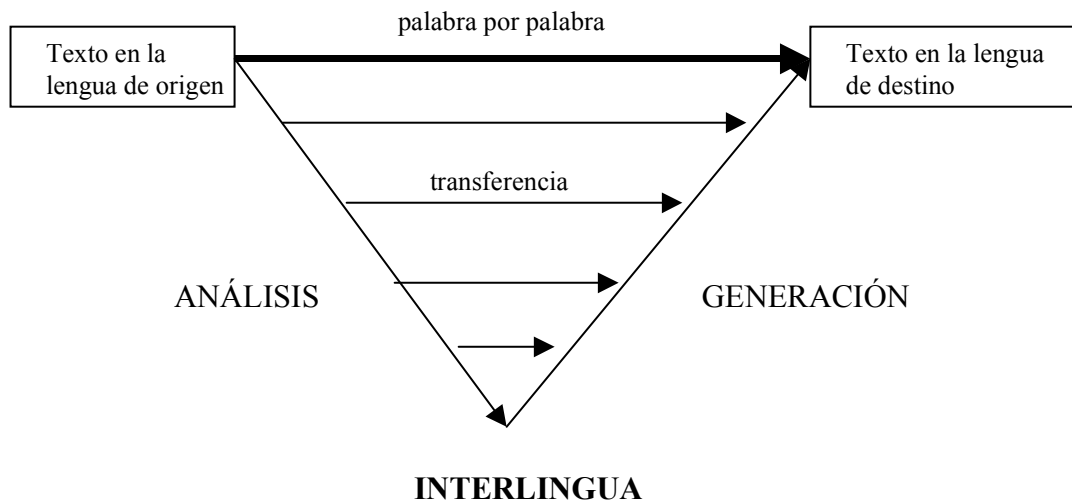 palabra por palabra
Texto en la
lengua de origen
Texto en la lengua
de destino
transferencia
ANÁLISIS
GENERACIÓN
INTERLINGUA